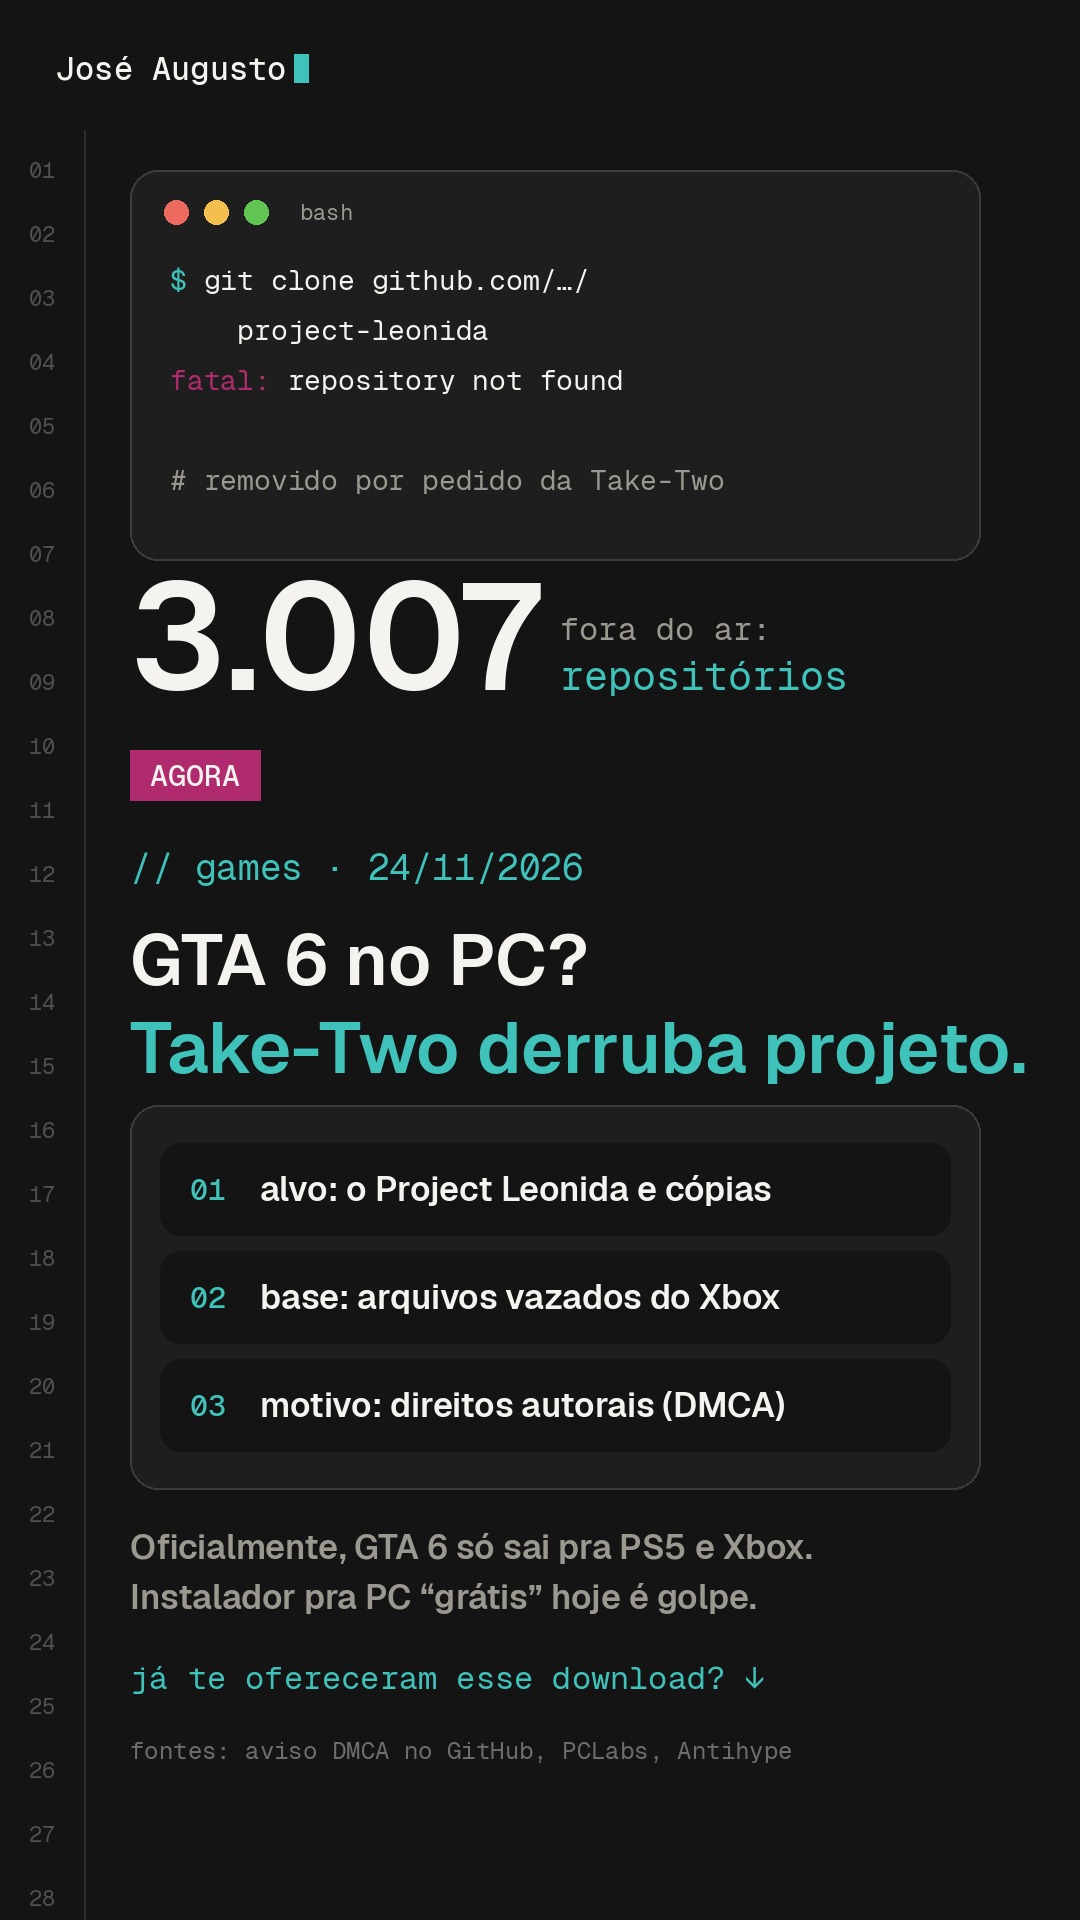 José Augusto
01
02
03
04
05
06
07
08
09
10
11
12
13
14
15
16
17
18
19
20
21
22
23
24
25
26
27
28
bash
$ git clone github.com/…/
project-leonida
fatal: repository not found
# removido por pedido da Take-Two
3.007
fora do ar:
repositórios
AGORA
// games · 24/11/2026
GTA 6 no PC?
Take-Two derruba projeto.
01 alvo: o Project Leonida e cópias
02 base: arquivos vazados do Xbox
03 motivo: direitos autorais (DMCA)
Oficialmente, GTA 6 só sai pra PS5 e Xbox.
Instalador pra PC “grátis” hoje é golpe.
já te ofereceram esse download? ↓
fontes: aviso DMCA no GitHub, PCLabs, Antihype